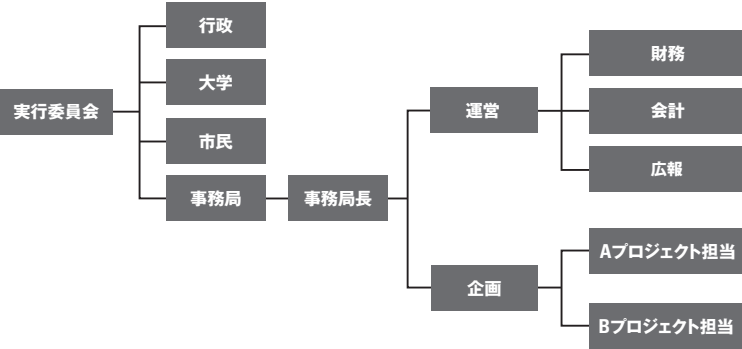 実行委員会
行政
大学
市民
事務局
事務局長
運営
財務
会計
広報
企画
Aプロジェクト担当
Bプロジェクト担当